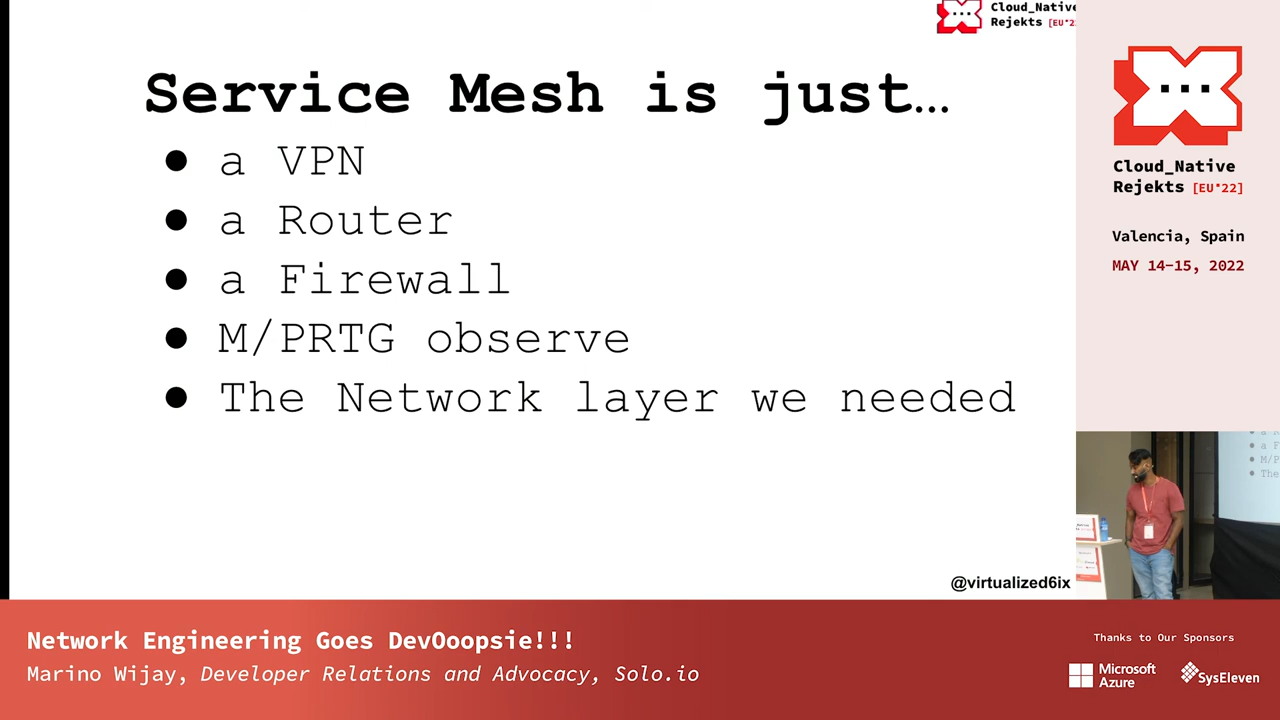 Cloud_Native
Rejekts [EU'2
Service Mesh is just…
● a VPN
● a Router
● a Firewall
● M/PRTG observe
● The Network layer we needed
@virtualized6ix
Cloud_Native
Rejekts [EU'22]
Valencia, Spain
MAY 14-15, 2022
Network Engineering Goes DevOoopsie!!!
Marino Wijay, Developer Relations and Advocacy, Solo.io
Thanks to Our Sponsors
Microsoft
Azure
SysEleven